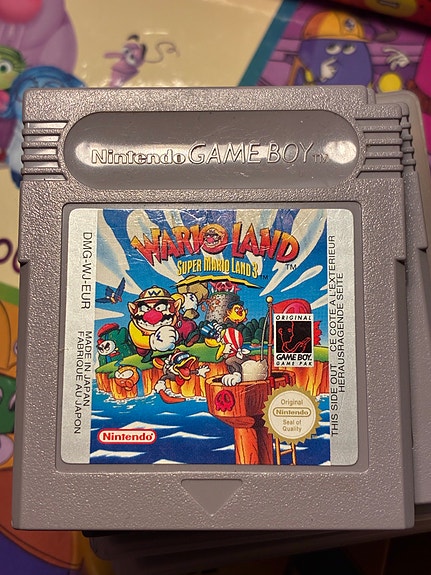 Nintendo GAME BOY TM
WARIO LAND
SUPER MARIO LAND 3
TM
DMG-WJ-EUR
MADE IN JAPAN
FABRIQUE AU JAPON
ORIGINAL
Nintendo
GAME BOY
GAME PAK
Original
Nintendo
Seal of
Quality
Nintendo
THIS SIDE OUT CE COTE A L'EXTERIEUR
HERAUSRAGENDE SEITE